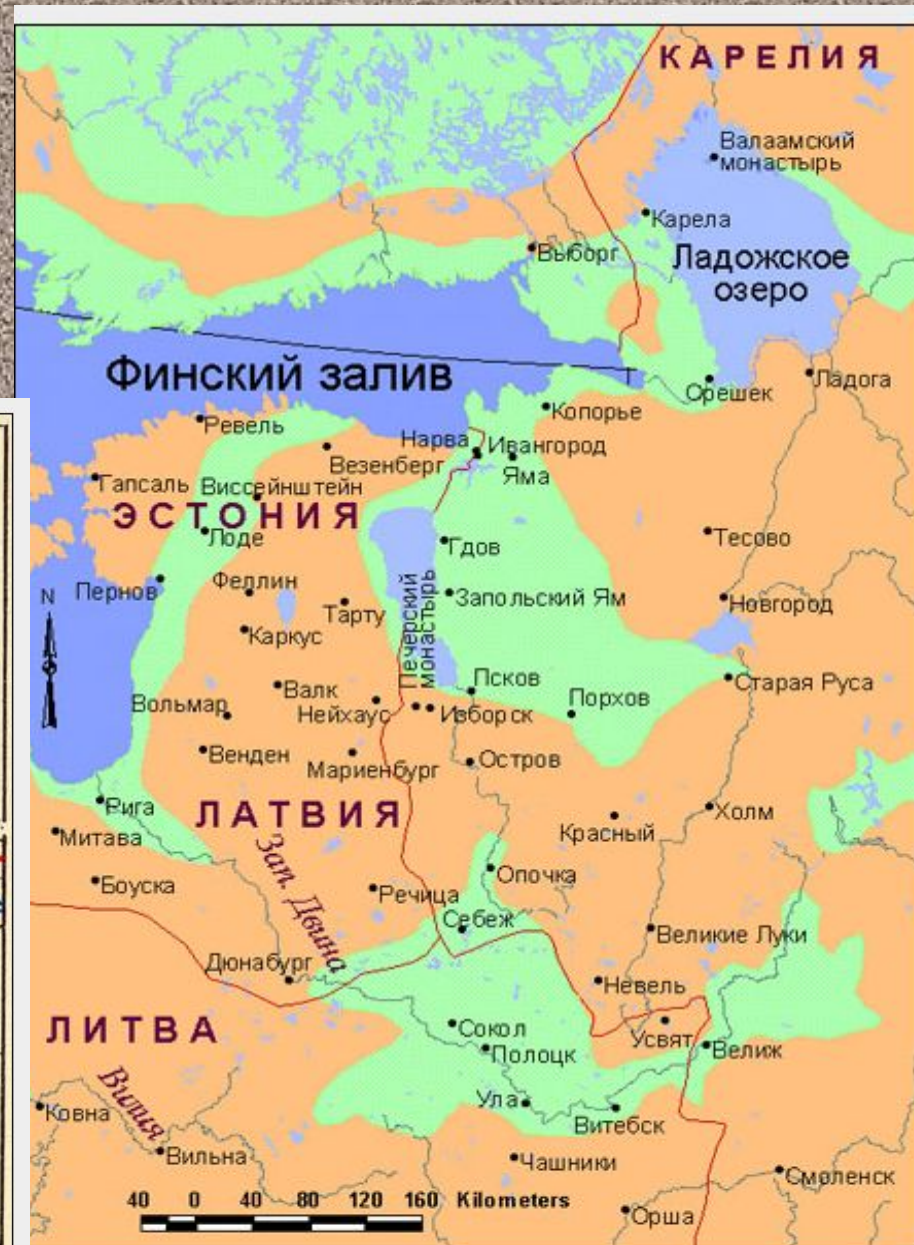 КАРЕЛИЯ
Валаамский
монастырь
Карела
Выборг
Ладожское
озеро
Финский залив
Орешек
Ладога
Копорье
Ревель
Нарва
Ивангород
Везенберг
Яма
Гапсаль
Виссейнштейн
ЭСТОНИЯ
Лоде
Гдов
Тесово
Пернов
Феллин
Тарту
Печерский
монастырь
Запольский Ям
Новгород
N
Каркус
Валк
Псков
Старая Руса
Вольмар
Нейхаус
Изборск
Порхов
Венден
Мариенбург
Остров
Рига
ЛАТВИЯ
Холм
Митава
Красный
Зап. Двина
Опочка
Боуска
Речица
Себеж
Великие Луки
Дюнабург
Невель
ЛИТВА
Сокол
Усвят
Полоцк
Велиж
Вилия
Ула
Витебск
Ковна
Вильна
Чашники
Смоленск
40 0 40 80 120 160 Kilometers
Орша